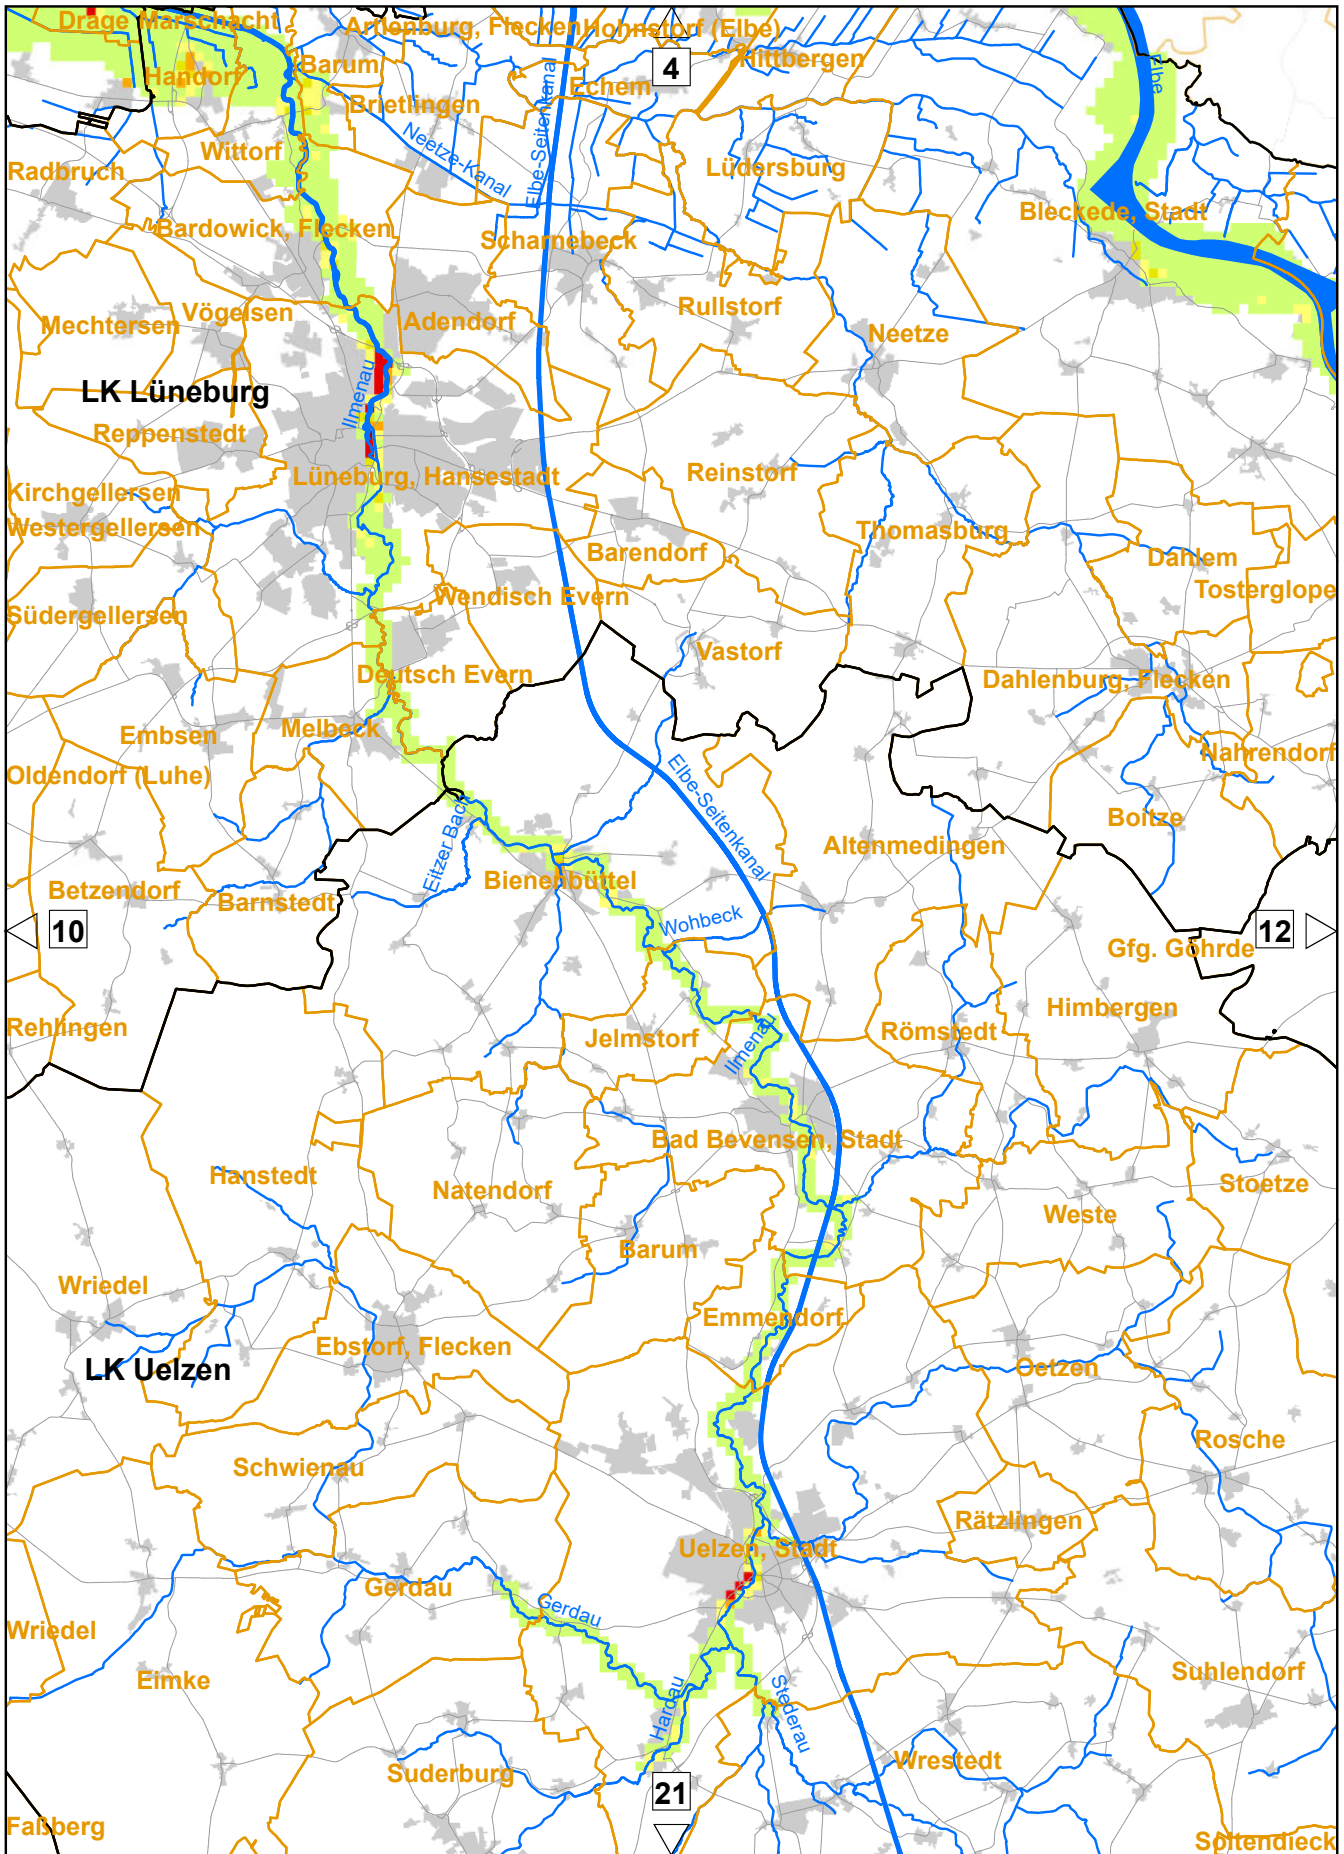 Drage
Marschacht
Artlenburg, Flecken
Hohnstorf (Elbe)
Hittbergen
4
Handorf
Barum
Echem
Elbe
Brietlingen
Neetze-Kanal
Elbe-Seitenkanal
Wittorf
Lüdersburg
Radbruch
Bardowick, Flecken
Scharnebeck
Bleckede, Stadt
Mechtersen
Vögelsen
Adendorf
Rullstorf
Neetze
LK Lüneburg
Ilmenau
Reppenstedt
Lüneburg, Hansestadt
Reinstorf
Kirchgellersen
Westergellersen
Thomasburg
Barendorf
Dahlem
Südergellersen
Wendisch Evern
Tosterglope
Vastorf
Deutsch Evern
Dahlenburg, Flecken
Embsen
Melbeck
Nahrendorf
Oldendorf (Luhe)
Elbe-Seitenkanal
Boitze
Eitzer Bach
Altenmedingen
Betzendorf
Barnstedt
Bienenbüttel
Wohbeck
10
12
Gfg. Göhrde
Rehlingen
Jelmstorf
Ilmenau
Römstedt
Himbergen
Bad Bevensen, Stadt
Hanstedt
Natendorf
Stoetze
Weste
Barum
Wriedel
Emmendorf
Ebstorf, Flecken
LK Uelzen
Oetzen
Schwienau
Rosche
Rätzlingen
Uelzen, Stadt
Gerdau
Gerdau
Wriedel
Eimke
Hardau
Stederau
Suhlendorf
Suderburg
Wrestedt
21
Faßberg
Soltendieck